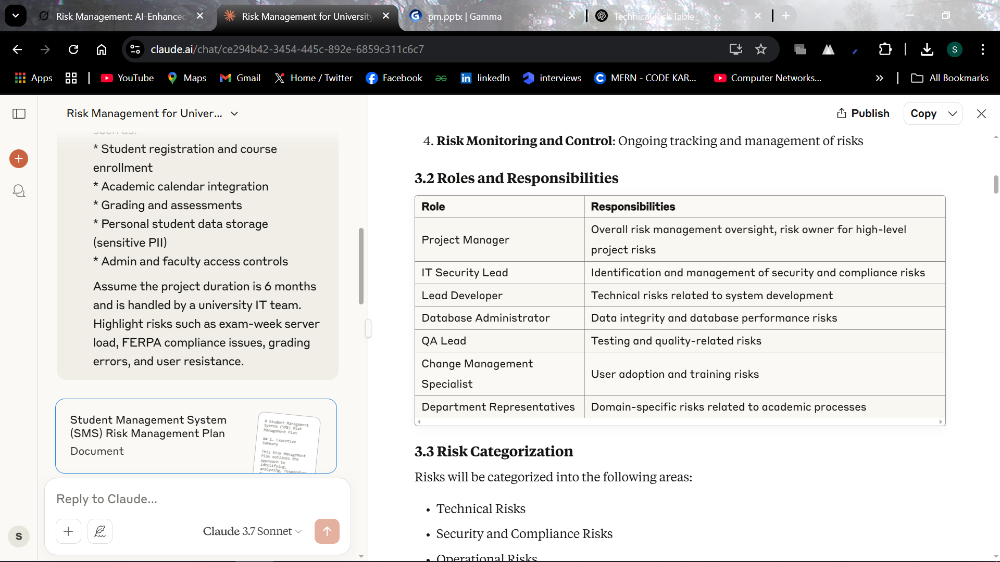 Risk Management: AI-Enhanced
Risk Management for University
pm.pptx | Gamma
Technical Risk Table
claude.ai/chat/ce294b42-3454-445c-892e-6859c311c6c7
S
Apps
YouTube
Maps
Gmail
Home / Twitter
Facebook
linkedIn
interviews
MERN - CODE KAR...
Computer Networks...
All Bookmarks
Risk Management for Univer...
such as:
* Student registration and course
enrollment
* Academic calendar integration
* Grading and assessments
* Personal student data storage
(sensitive PII)
* Admin and faculty access controls
Assume the project duration is 6 months
and is handled by a university IT team.
Highlight risks such as exam-week server
load, FERPA compliance issues, grading
errors, and user resistance.
Student Management System
(SMS) Risk Management Plan
Document
# Student Management
System (SMS) Risk
Management Plan
## 1. Executive
Summary
This Risk Management
Plan outlines the
approach to
identifying,
analyzing, responding
Reply to Claude...
Claude 3.7 Sonnet
S
Publish
Copy
4. Risk Monitoring and Control: Ongoing tracking and management of risks
3.2 Roles and Responsibilities
Role Responsibilities
Project Manager Overall risk management oversight, risk owner for high-level
project risks
IT Security Lead Identification and management of security and compliance risks
Lead Developer Technical risks related to system development
Database Administrator Data integrity and database performance risks
QA Lead Testing and quality-related risks
Change Management
Specialist User adoption and training risks
Department Representatives Domain-specific risks related to academic processes
3.3 Risk Categorization
Risks will be categorized into the following areas:
• Technical Risks
• Security and Compliance Risks
• Operational Risks